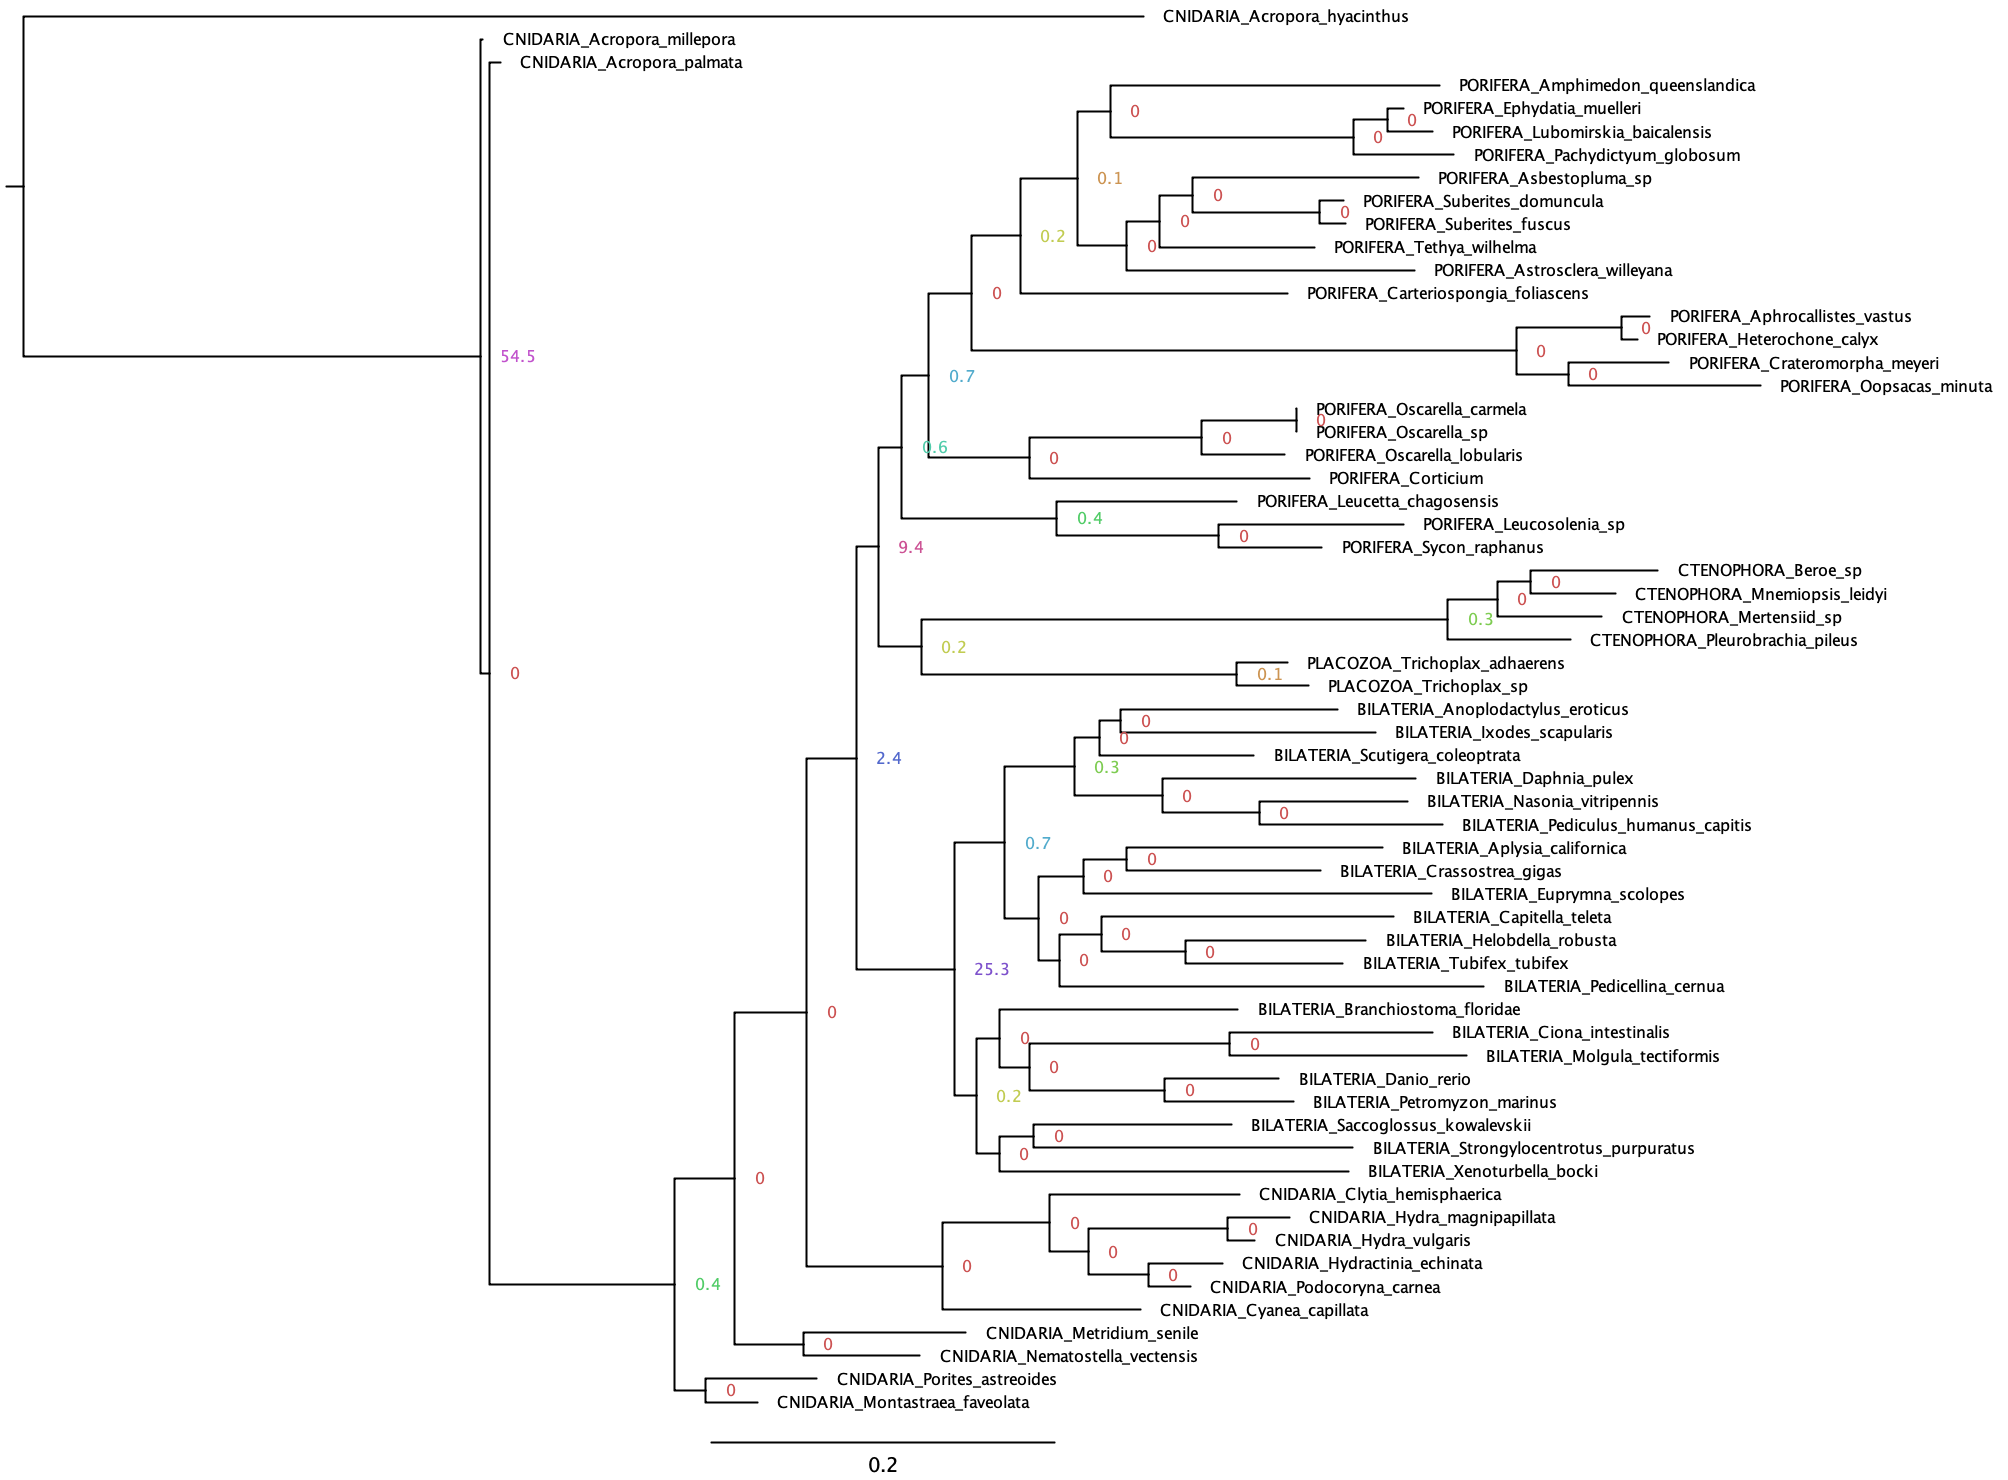 CNIDARIA_Acropora_hyacinthus
CNIDARIA_Acropora_millepora
CNIDARIA_Acropora_palmata
PORIFERA_Amphimedon_queenslandica
0
PORIFERA_Ephydatia_muelleri
0
PORIFERA_Lubomirskia_baicalensis
0
PORIFERA_Pachydictyum_globosum
0.1
PORIFERA_Asbestopluma_sp
0
PORIFERA_Suberites_domuncula
0
PORIFERA_Suberites_fuscus
0
0.2
PORIFERA_Tethya_wilhelma
0
PORIFERA_Astrosclera_willeyana
0
PORIFERA_Carteriospongia_foliascens
PORIFERA_Aphrocallistes_vastus
0
PORIFERA_Heterochone_calyx
54.5
0
PORIFERA_Crateromorpha_meyeri
0.7
0
PORIFERA_Oopsacas_minuta
PORIFERA_Oscarella_carmela
0
PORIFERA_Oscarella_sp
0
0.6
0
PORIFERA_Oscarella_lobularis
PORIFERA_Corticium
PORIFERA_Leucetta_chagosensis
0.4
PORIFERA_Leucosolenia_sp
0
9.4
PORIFERA_Sycon_raphanus
CTENOPHORA_Beroe_sp
0
CTENOPHORA_Mnemiopsis_leidyi
0
0.3
CTENOPHORA_Mertensiid_sp
CTENOPHORA_Pleurobrachia_pileus
0.2
PLACOZOA_Trichoplax_adhaerens
0
0.1
PLACOZOA_Trichoplax_sp
BILATERIA_Anoplodactylus_eroticus
0
BILATERIA_Ixodes_scapularis
0
BILATERIA_Scutigera_coleoptrata
2.4
0.3
BILATERIA_Daphnia_pulex
0
BILATERIA_Nasonia_vitripennis
0
BILATERIA_Pediculus_humanus_capitis
0.7
BILATERIA_Aplysia_californica
0
BILATERIA_Crassostrea_gigas
0
BILATERIA_Euprymna_scolopes
0
BILATERIA_Capitella_teleta
0
BILATERIA_Helobdella_robusta
0
BILATERIA_Tubifex_tubifex
0
25.3
BILATERIA_Pedicellina_cernua
BILATERIA_Branchiostoma_floridae
0
BILATERIA_Ciona_intestinalis
0
0
BILATERIA_Molgula_tectiformis
0
BILATERIA_Danio_rerio
0
BILATERIA_Petromyzon_marinus
0.2
BILATERIA_Saccoglossus_kowalevskii
0
BILATERIA_Strongylocentrotus_purpuratus
0
BILATERIA_Xenoturbella_bocki
0
CNIDARIA_Clytia_hemisphaerica
0
CNIDARIA_Hydra_magnipapillata
0
CNIDARIA_Hydra_vulgaris
0
0
CNIDARIA_Hydractinia_echinata
0
CNIDARIA_Podocoryna_carnea
0.4
CNIDARIA_Cyanea_capillata
CNIDARIA_Metridium_senile
0
CNIDARIA_Nematostella_vectensis
CNIDARIA_Porites_astreoides
0
CNIDARIA_Montastraea_faveolata
0.2